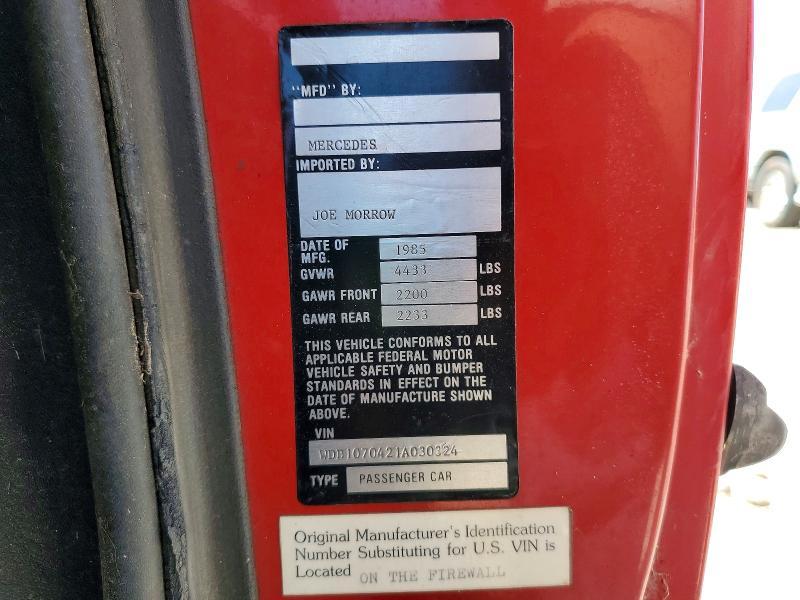 "MFD" BY:
MERCEDES
IMPORTED BY:
JOE MORROW
DATE OF
MFG. 1985
GVWR 4433 LBS
GAWR FRONT 2200 LBS
GAWR REAR 2233 LBS
THIS VEHICLE CONFORMS TO ALL
APPLICABLE FEDERAL MOTOR
VEHICLE SAFETY AND BUMPER
STANDARDS IN EFFECT ON THE
DATE OF MANUFACTURE SHOWN
ABOVE.
VIN
WDB1070421A030324
TYPE PASSENGER CAR
Original Manufacturer's Identification
Number Substituting for U.S. VIN is
Located ON THE FIREWALL